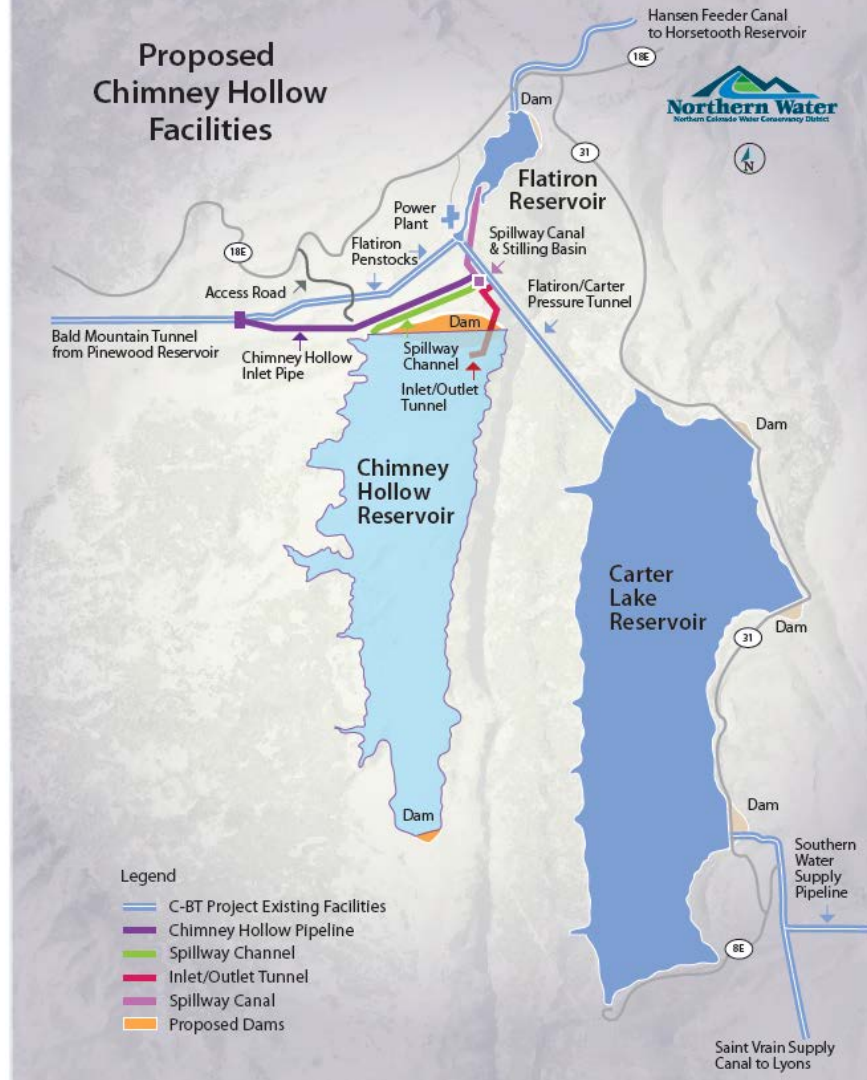 Proposed
Chimney Hollow
Facilities
Hansen Feeder Canal
to Horsetooth Reservoir
18E
Northern Water
Northern Colorado Water Conservancy District
N
Dam
31
Flatiron
Reservoir
Power
Plant
Spillway Canal
& Stilling Basin
Flatiron
Penstocks
18E
Access Road
Flatiron/Carter
Pressure Tunnel
Bald Mountain Tunnel
from Pinewood Reservoir
Chimney Hollow
Inlet Pipe
Dam
Spillway
Channel
Inlet/Outlet
Tunnel
Dam
Chimney
Hollow
Reservoir
Carter
Lake
Reservoir
Dam
31
Dam
Dam
Southern
Water
Supply
Pipeline
8E
Saint Vrain Supply
Canal to Lyons
Legend
C-BT Project Existing Facilities
Chimney Hollow Pipeline
Spillway Channel
Inlet/Outlet Tunnel
Spillway Canal
Proposed Dams